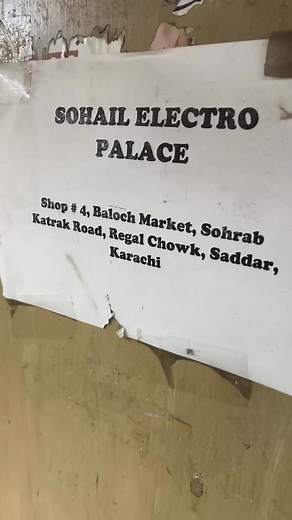 SOHAIL ELECTRO
PALACE
Shop # 4, Baloch Market, Sohrab
Katrak Road, Regal Chowk, Saddar,
Karachi